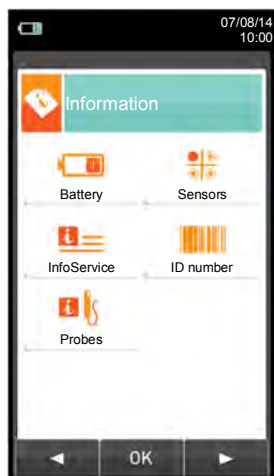 07/08/14
10:00
Information
Battery Sensors
InfoService ID number
Probes
OK